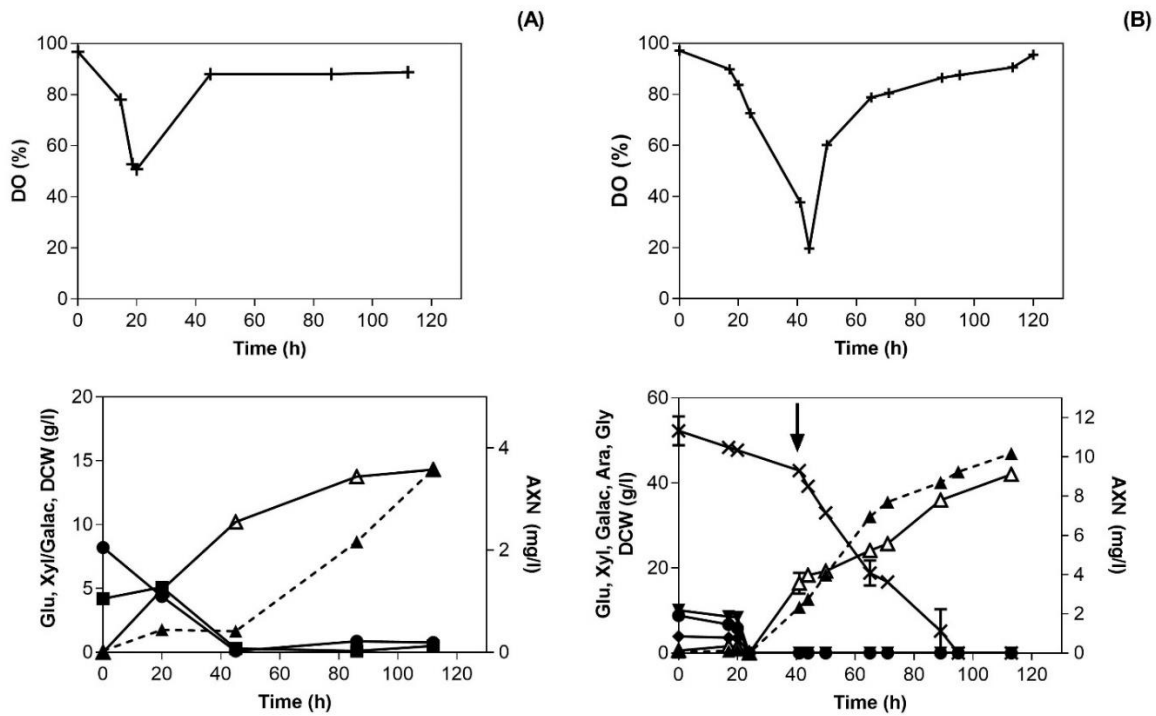 (A)
100
80
60
40
20
0
DO (%)
0 20 40 60 80 100 120
Time (h)
(B)
100
80
60
40
20
0
DO (%)
0 20 40 60 80 100 120
Time (h)
20
15
10
5
0
Glu, Xyl/Galac, DCW (g/l)
4
2
0
AXN (mg/l)
0 20 40 60 80 100 120
Time (h)
60
40
20
0
Glu, Xyl, Galac, Ara, Gly
DCW (g/l)
12
10
8
6
4
2
0
AXN (mg/l)
0 20 40 60 80 100 120
Time (h)